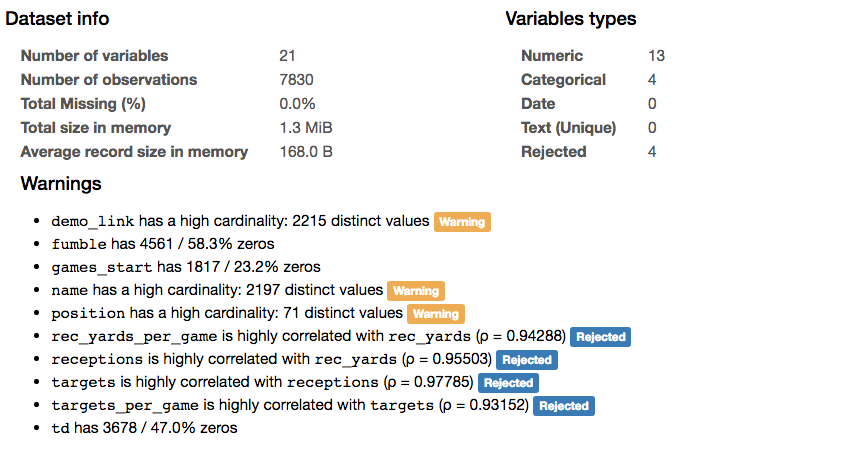 Dataset info
Number of variables 21
Number of observations 7830
Total Missing (%) 0.0%
Total size in memory 1.3 MiB
Average record size in memory 168.0 B
Variables types
Numeric 13
Categorical 4
Date 0
Text (Unique) 0
Rejected 4
Warnings
• demo_link has a high cardinality: 2215 distinct values Warning
• fumble has 4561 / 58.3% zeros
• games_start has 1817 / 23.2% zeros
• name has a high cardinality: 2197 distinct values Warning
• position has a high cardinality: 71 distinct values Warning
• rec_yards_per_game is highly correlated with rec_yards (ρ = 0.94288) Rejected
• receptions is highly correlated with rec_yards (ρ = 0.95503) Rejected
• targets is highly correlated with receptions (ρ = 0.97785) Rejected
• targets_per_game is highly correlated with targets (ρ = 0.93152) Rejected
• td has 3678 / 47.0% zeros